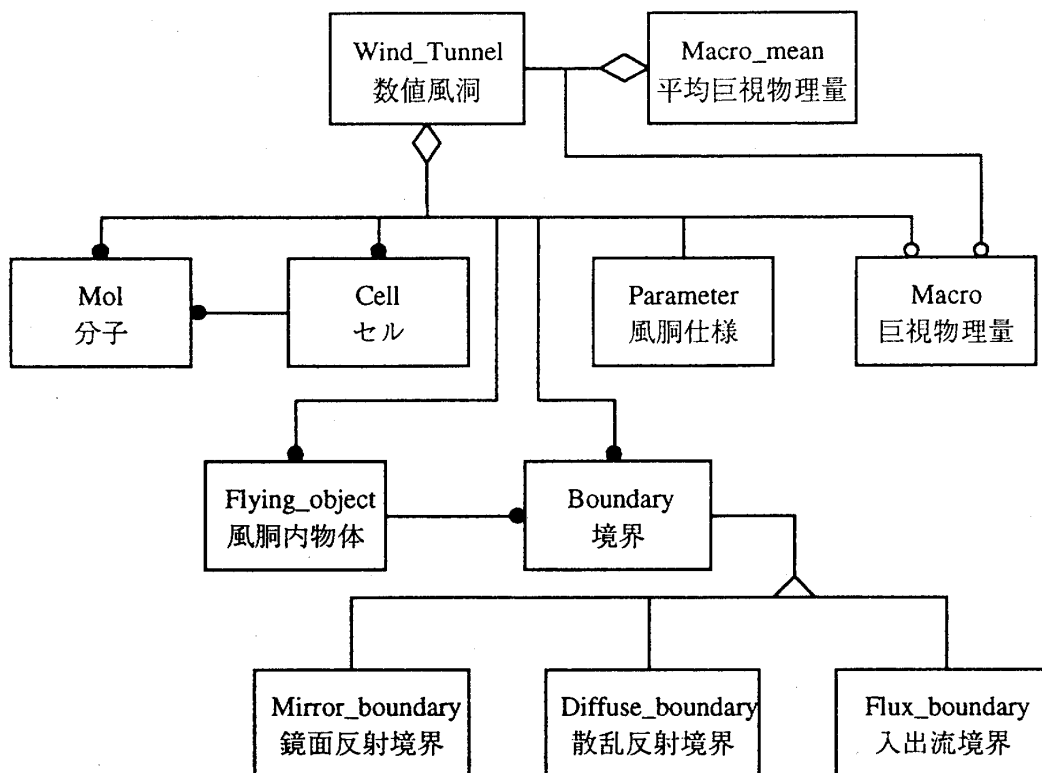 Wind_Tunnel
数値風洞
Macro_mean
平均巨視物理量
Mol
分子
Cell
セル
Parameter
風胴仕様
Macro
巨視物理量
Flying_object
風胴内物体
Boundary
境界
Mirror_boundary
鏡面反射境界
Diffuse_boundary
散乱反射境界
Flux_boundary
入出流境界